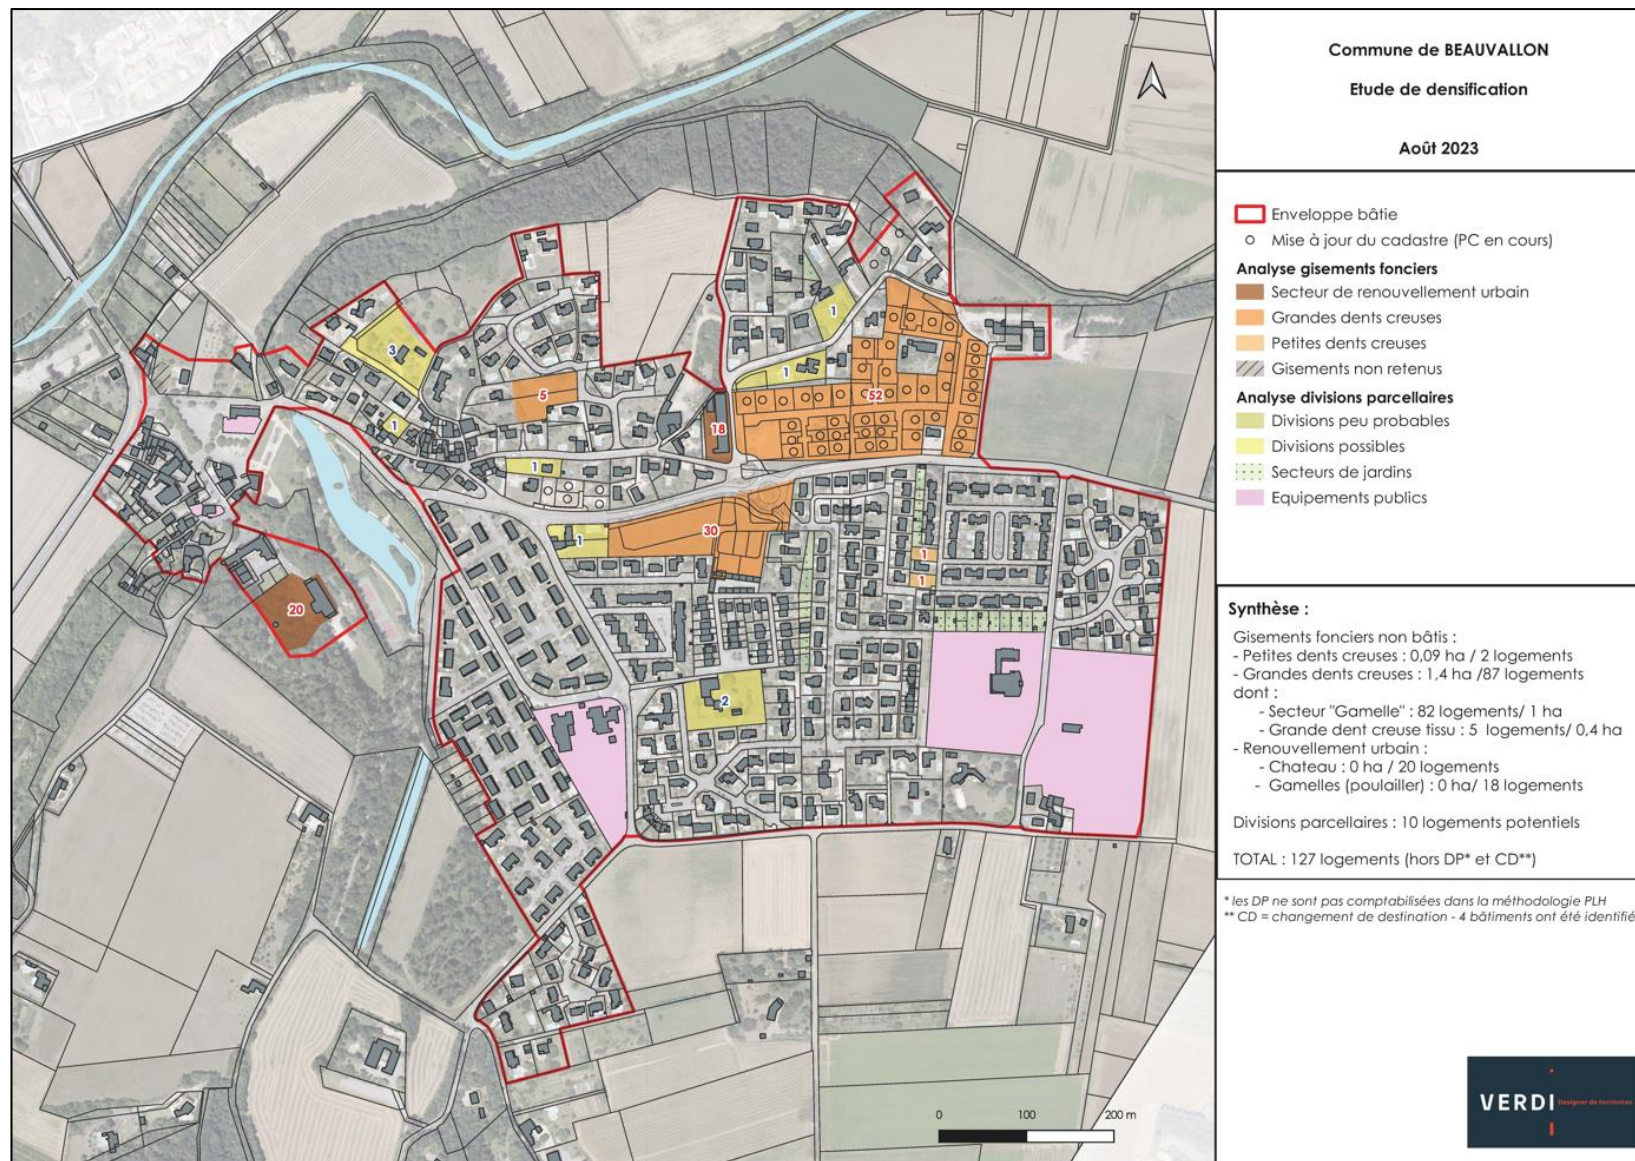 Commune de BEAUVALLON
Etude de densification
Août 2023
Enveloppe bâtie
Mise à jour du cadastre (PC en cours)
Analyse gisements fonciers
Secteur de renouvellement urbain
Grandes dents creuses
Petites dents creuses
Gisements non retenus
Analyse divisions parcellaires
Divisions peu probables
Divisions possibles
Secteurs de jardins
Equipements publics
Synthèse :
Gisements fonciers non bâtis :
- Petites dents creuses : 0,09 ha / 2 logements
- Grandes dents creuses : 1,4 ha /87 logements
dont :
- Secteur "Gamelle" : 82 logements/ 1 ha
- Grande dent creuse tissu : 5 logements/ 0,4 ha
- Renouvellement urbain :
- Chateau : 0 ha / 20 logements
- Gamelles (poulailler) : 0 ha/ 18 logements
Divisions parcellaires : 10 logements potentiels
TOTAL : 127 logements (hors DP* et CD**)
* les DP ne sont pas comptabilisées dans la méthodologie PLH
** CD = changement de destination - 4 bâtiments ont été identifié
VERDI Designer de territoires
1
3
1
5
1
52
18
1
1
30
1
1
1
20
2
0 100 200 m